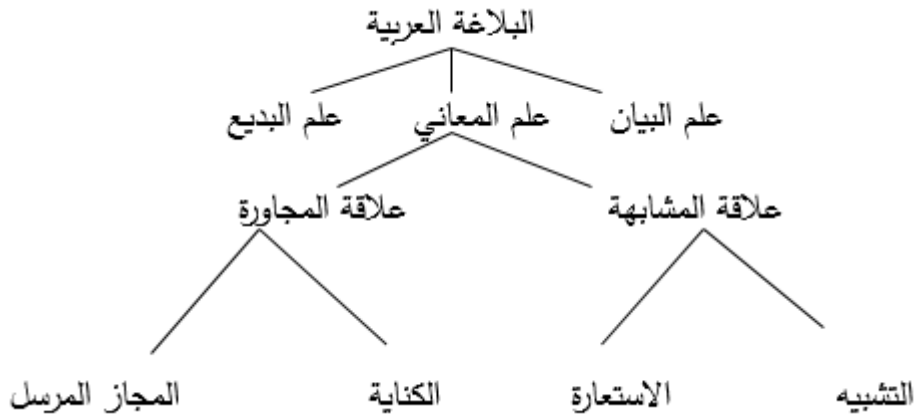 البلاغة العربية
علم البيان علم المعاني علم البديع
علاقة المشابهة علاقة المجاورة
التشبيه الاستعارة الكناية المجاز المرسل